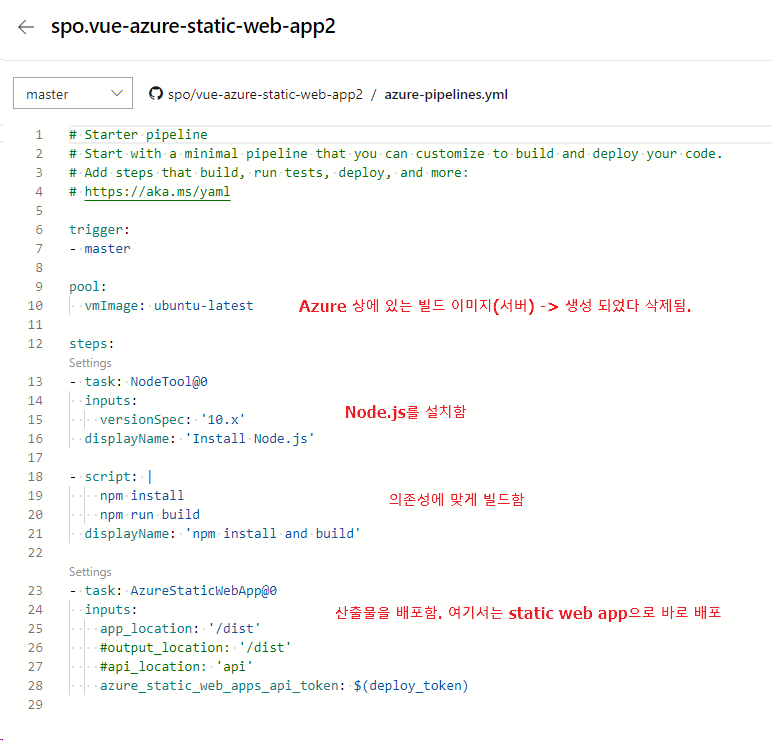 spo.vue-azure-static-web-app2
master
spo/vue-azure-static-web-app2 / azure-pipelines.yml
1 # Starter pipeline
2 # Start with a minimal pipeline that you can customize to build and deploy your code.
3 # Add steps that build, run tests, deploy, and more:
4 # https://aka.ms/yaml
5
6 trigger:
7 - master
8
9 pool:
10   vmImage: ubuntu-latest Azure 상에 있는 빌드 이미지(서버) -> 생성 되었다 삭제됨.
11
12 steps:
Settings
13 - task: NodeTool@0
14   inputs:
15     versionSpec: '10.x' Node.js를 설치함
16   displayName: 'Install Node.js'
17
18 - script: |
19     npm install 의존성에 맞게 빌드함
20     npm run build
21   displayName: 'npm install and build'
22
Settings
23 - task: AzureStaticWebApp@0
24   inputs: 산출물을 배포함. 여기서는 static web app으로 바로 배포
25     app_location: '/dist'
26     #output_location: '/dist'
27     #api_location: 'api'
28     azure_static_web_apps_api_token: $(deploy_token)
29